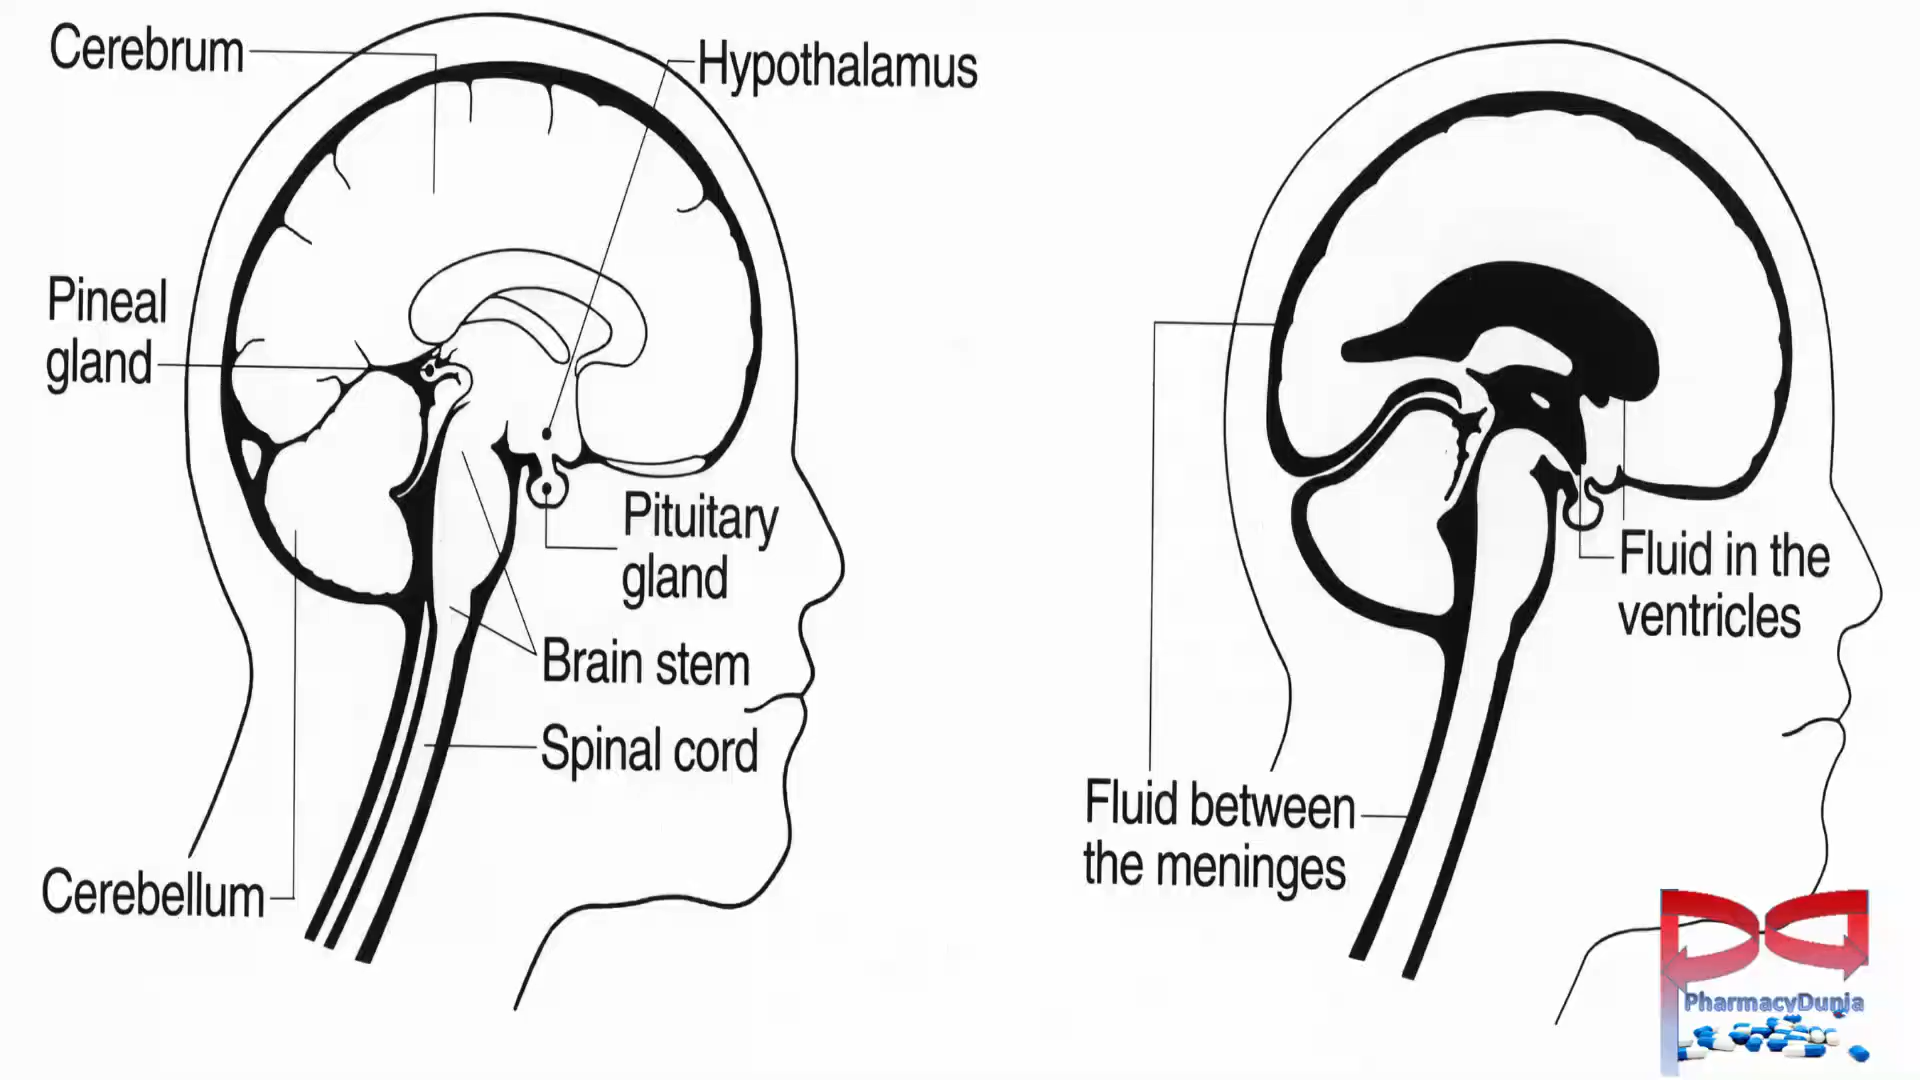 Cerebrum
Hypothalamus
Pineal
gland
Pituitary
gland
Brain stem
Spinal cord
Cerebellum
Fluid in the
ventricles
Fluid between
the meninges
PharmacyDunia